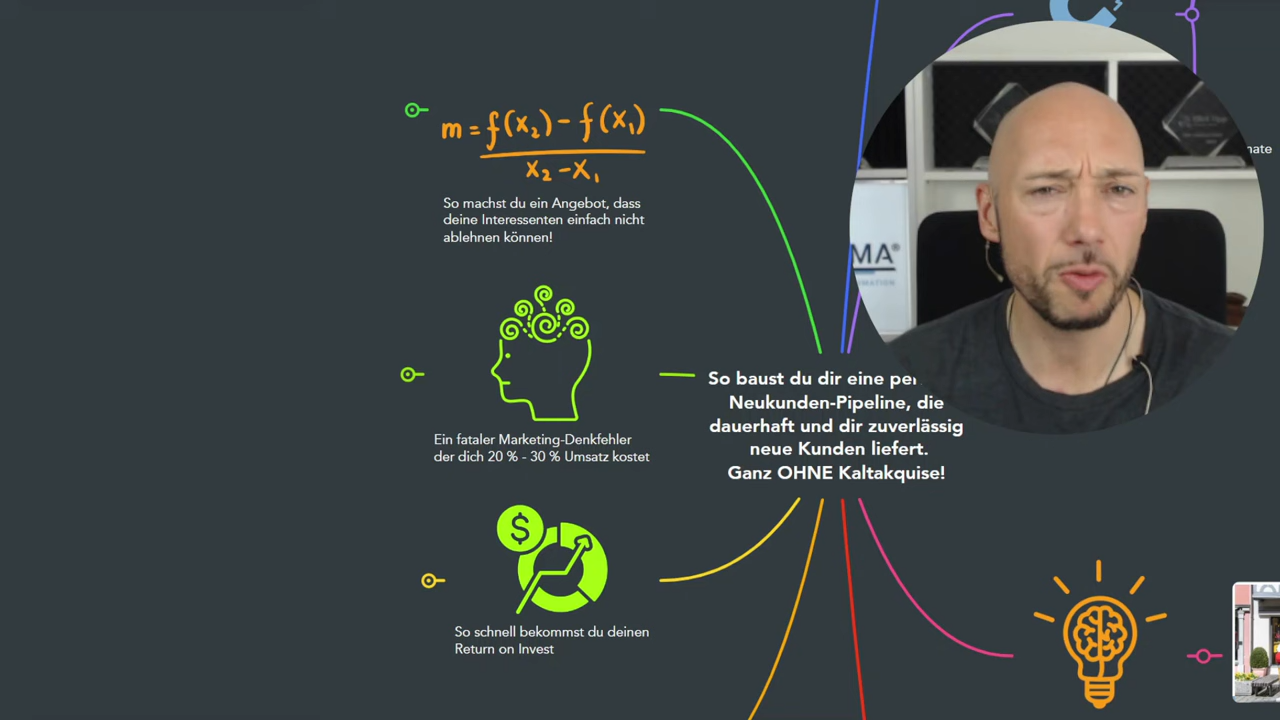 m = f(x₂) - f(x₁)
x₂ - x₁
So machst du ein Angebot, dass
deine Interessenten einfach nicht
ablehnen können!
Ein fataler Marketing-Denkfehler
der dich 20 % - 30 % Umsatz kostet
$
So schnell bekommst du deinen
Return on Invest
So baust du dir eine
Neukunden-Pipeline, die
dauerhaft und dir zuverlässig
neue Kunden liefert.
Ganz OHNE Kaltakquise!
MA®